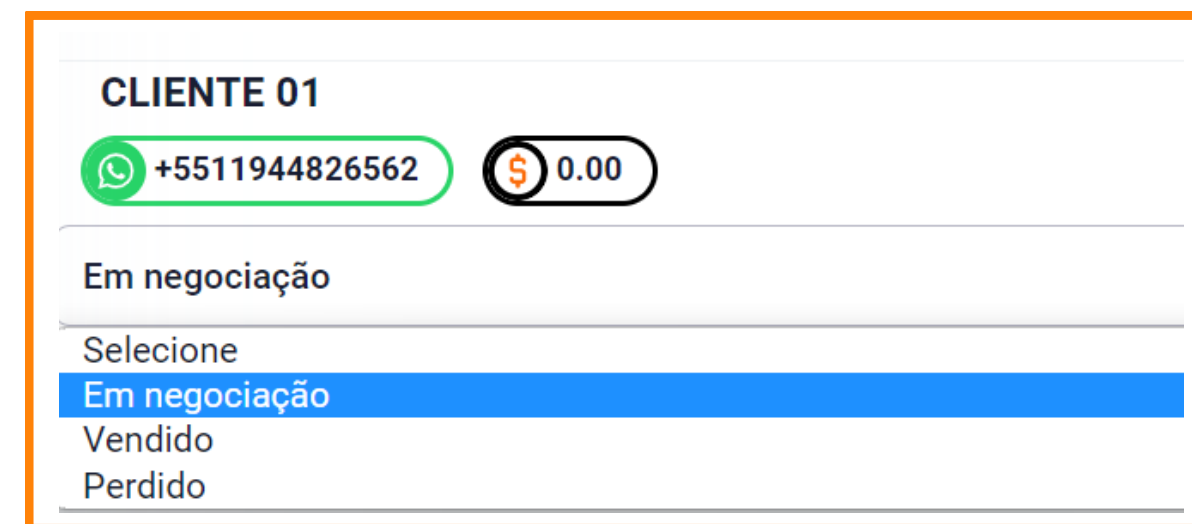 CLIENTE 01
+5511944826562 $ 0.00
Em negociação
Selecione
Em negociação
Vendido
Perdido